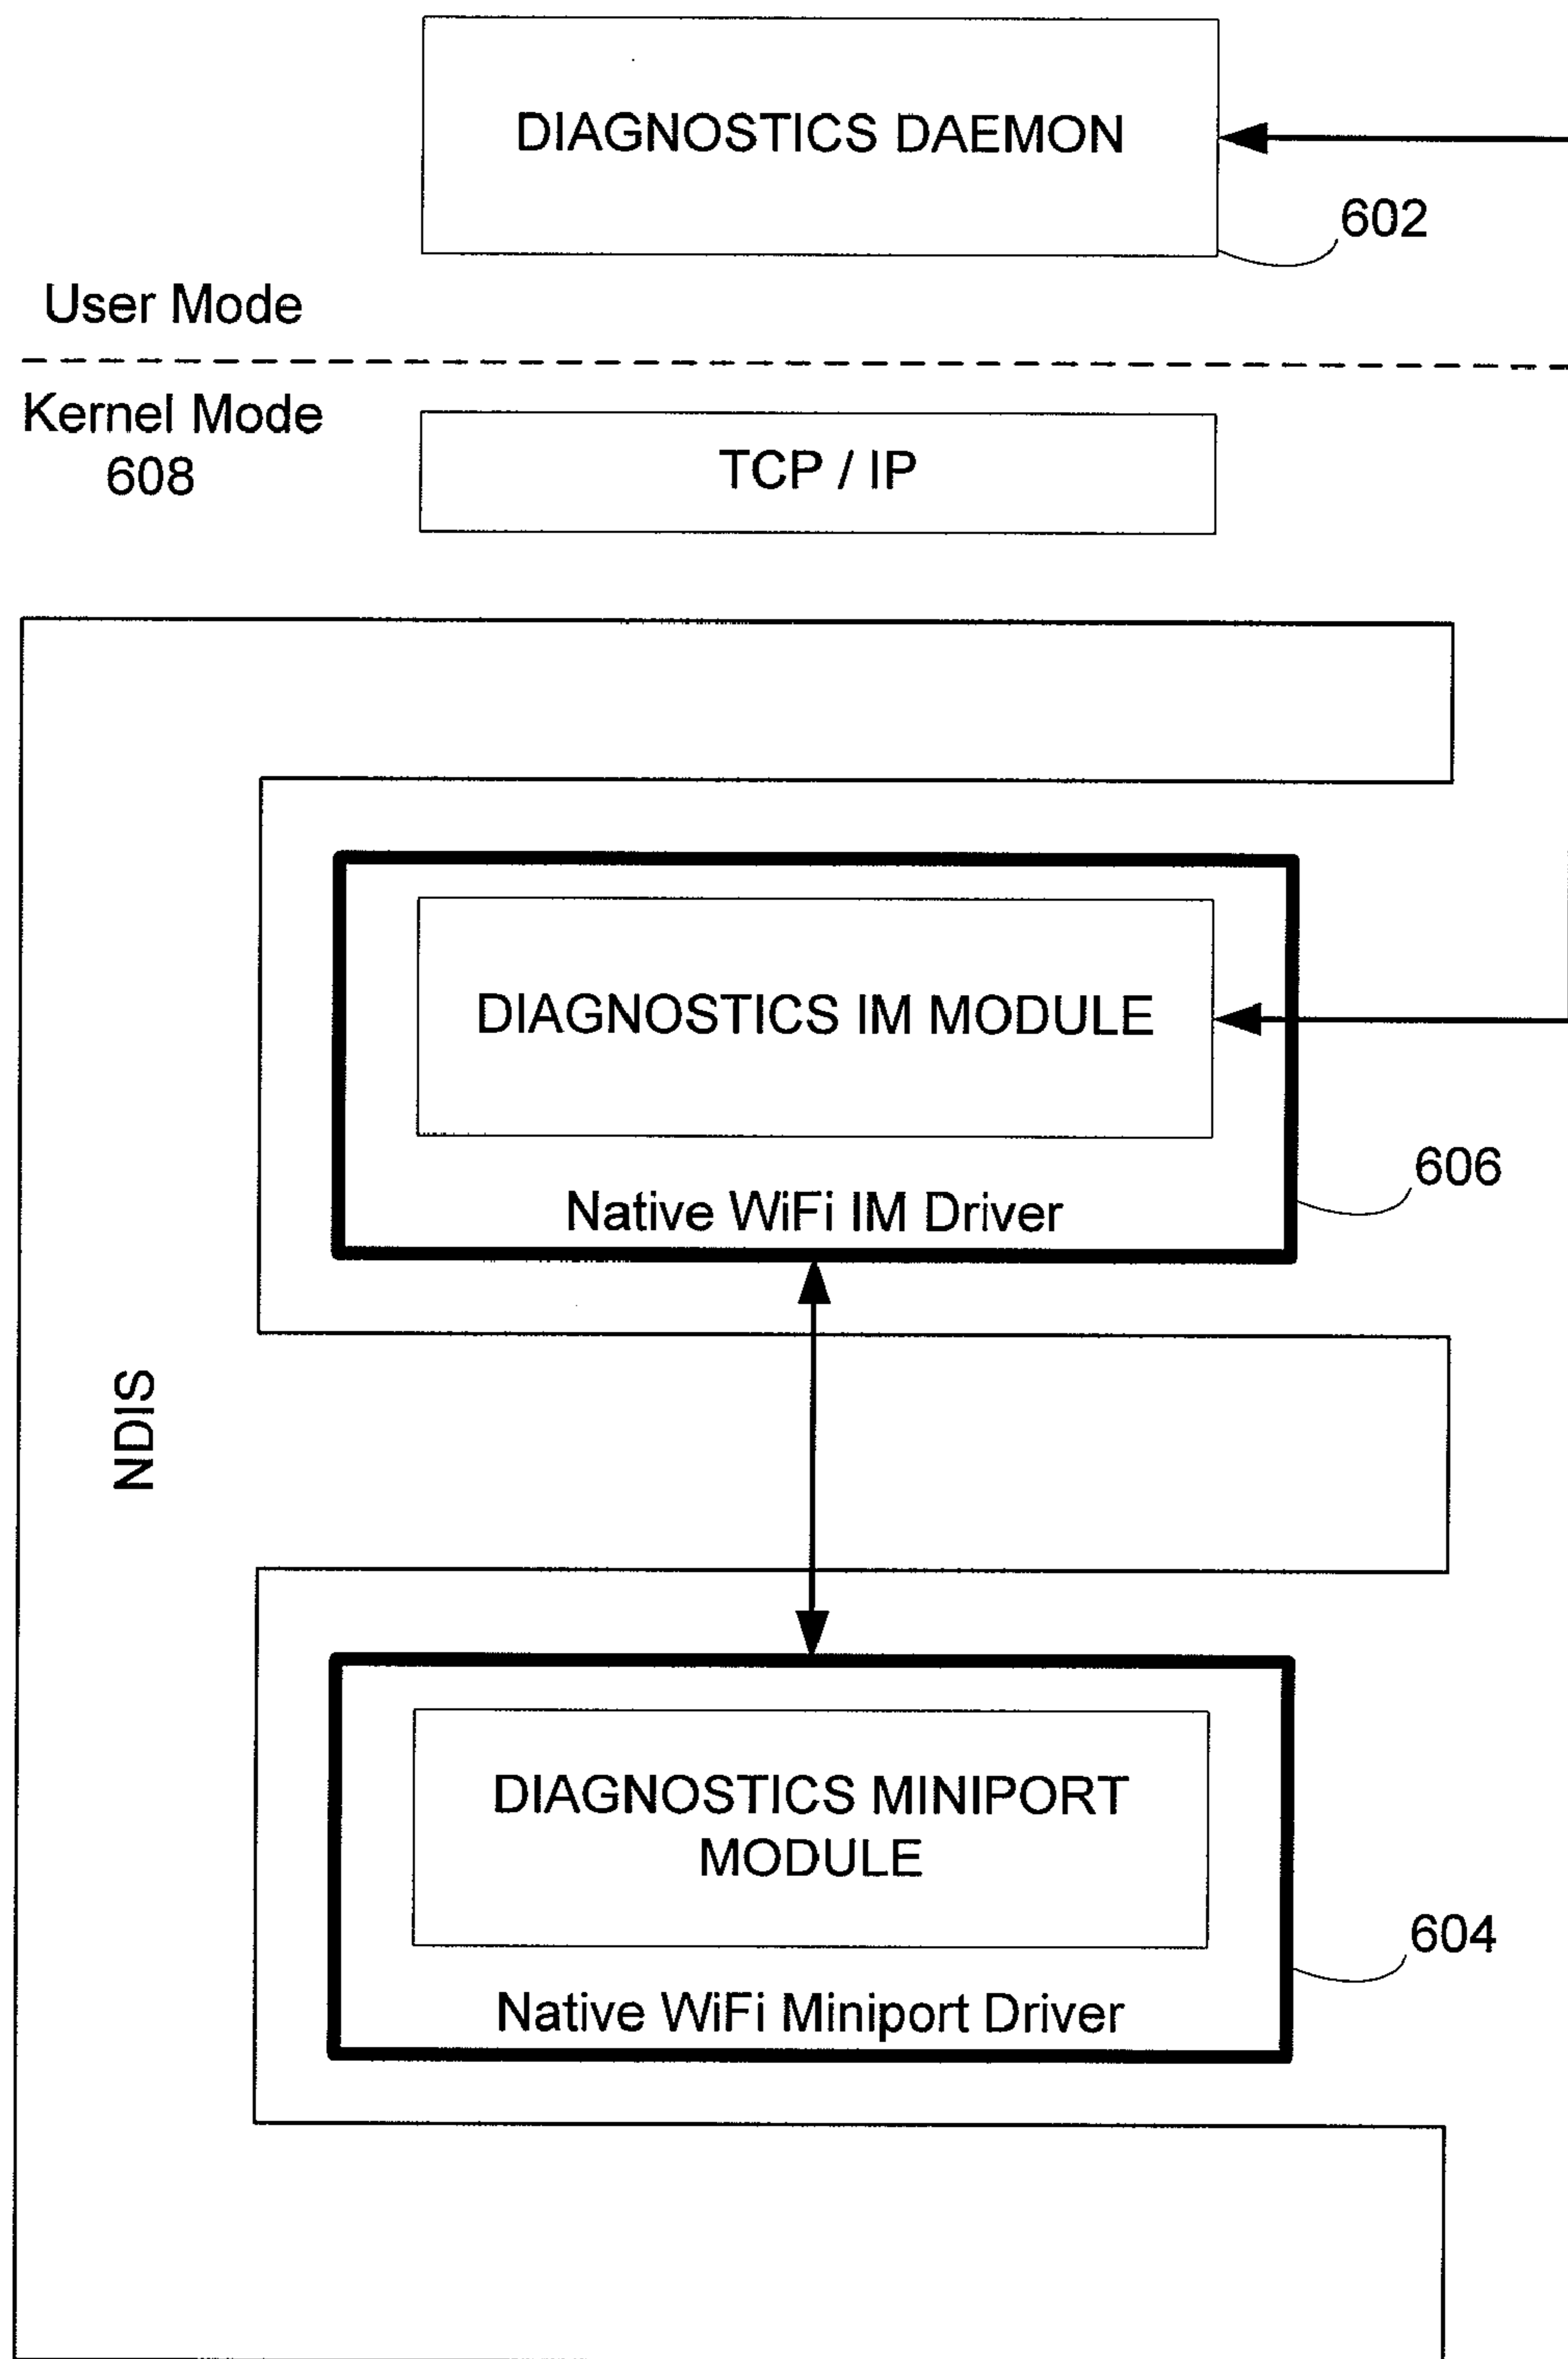 DIAGNOSTICS DAEMON
602
User Mode
Kernel Mode
608
TCP / IP
DIAGNOSTICS IM MODULE
606
Native WiFi IM Driver
NDIS
DIAGNOSTICS MINIPORT
MODULE
604
Native WiFi Miniport Driver